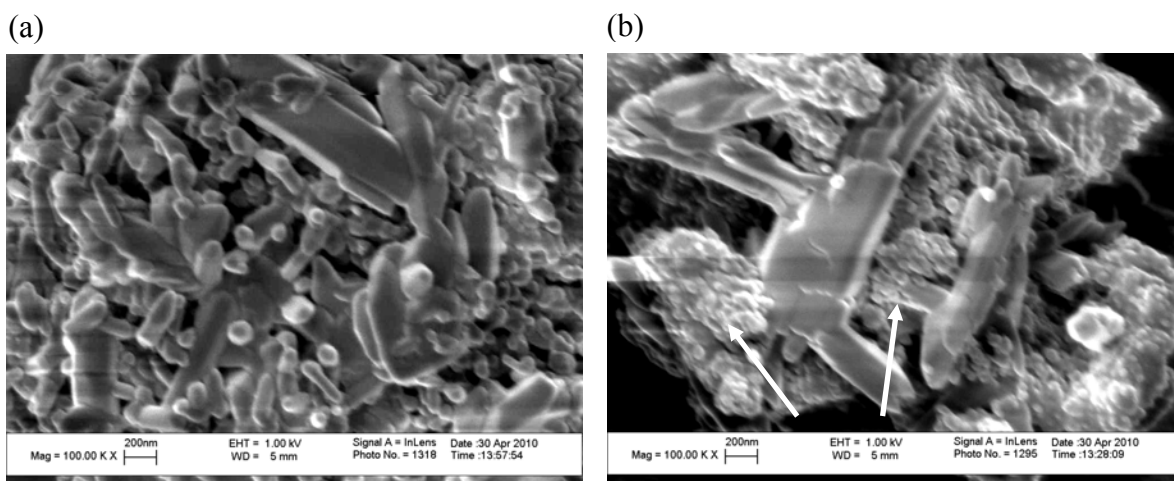 (a)
(b)
Mag = 100.00 K X
200nm
EHT = 1.00 kV
WD = 5 mm
Signal A = InLens
Photo No. = 1318
Date :30 Apr 2010
Time :13:57:54
Mag = 100.00 K X
200nm
EHT = 1.00 kV
WD = 5 mm
Signal A = InLens
Photo No. = 1295
Date :30 Apr 2010
Time :13:28:09